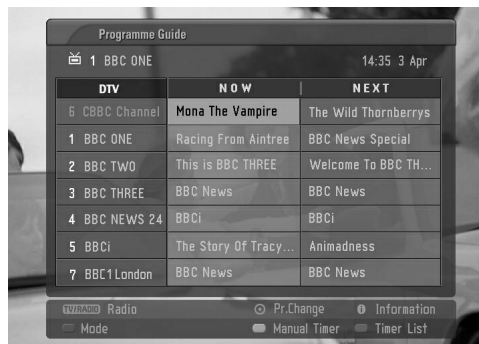 Programme Guide
1 BBC ONE 14:35 3 Apr
DTV NOW NEXT
6 CBBC Channel Mona The Vampire The Wild Thornberrys
1 BBC ONE Racing From Aintree BBC News Special
2 BBC TWO This is BBC THREE Welcome To BBC TH...
3 BBC THREE BBC News BBC News
4 BBC NEWS 24 BBCi BBCi
5 BBCi The Story Of Tracy... Animadness
7 BBC1 London BBC News BBC News
TV/RADIO Radio Pr.Change i Information
Mode Manual Timer Timer List